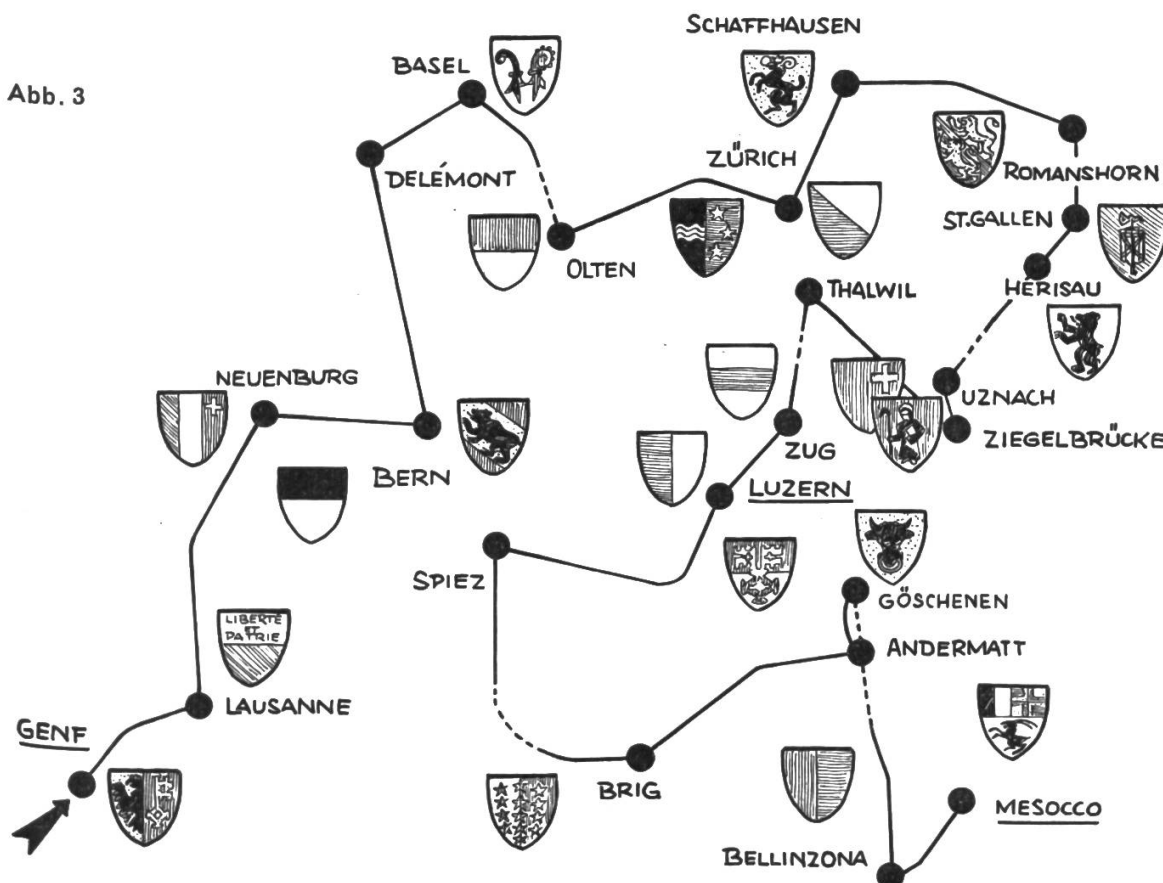 Abb. 3
SCHAFFHAUSEN
BASEL
ZÜRICH
DELÉMONT
ROMANSHORN
ST.GALLEN
OLTEN
HERISAU
THALWIL
NEUENBURG
UZNACH
ZIEGELBRÜCKE
ZUG
BERN
LUZERN
SPIEZ
GÖSCHENEN
ANDERMATT
LIBERTÉ
ET
PATRIE
LAUSANNE
GENF
BRIG
MESOCCO
BELLINZONA